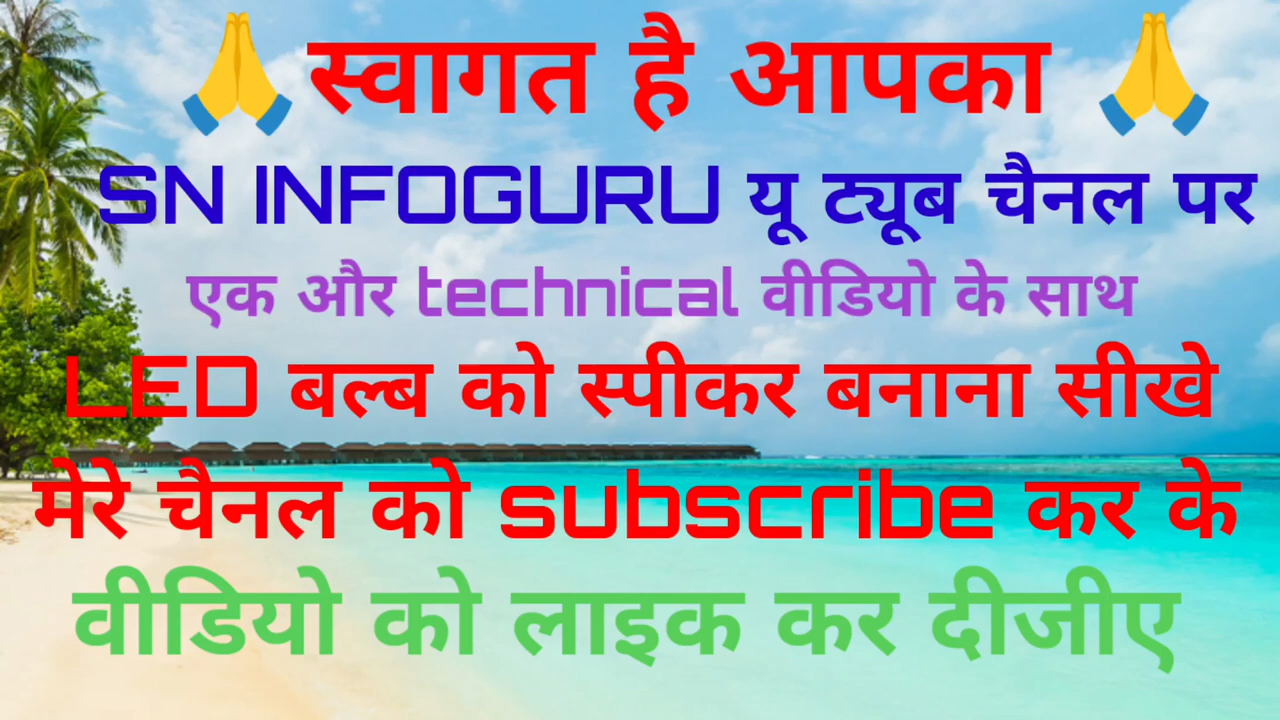 🙏स्वागत है आपका 🙏
SN INFOGURU यू ट्यूब चैनल पर
एक और technical वीडियो के साथ
LED बल्ब को स्पीकर बनाना सीखे
मेरे चैनल को subscribe कर के
वीडियो को लाइक कर दीजीए